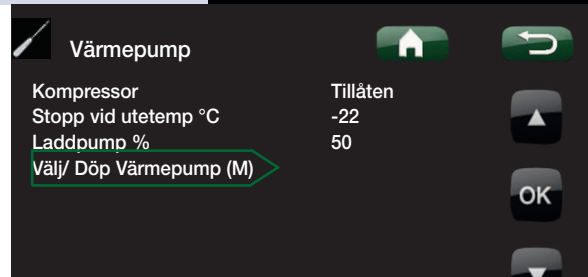 Värmepump
Kompressor Tillåten
Stopp vid utetemp °C -22
Laddpump % 50
Välj/ Döp Värmepump (M)
OK